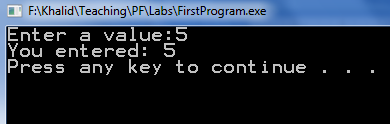 F:\Khalid\Teaching\PF\Labs\FirstProgram.exe
Enter a value:5
You entered: 5
Press any key to continue . . .